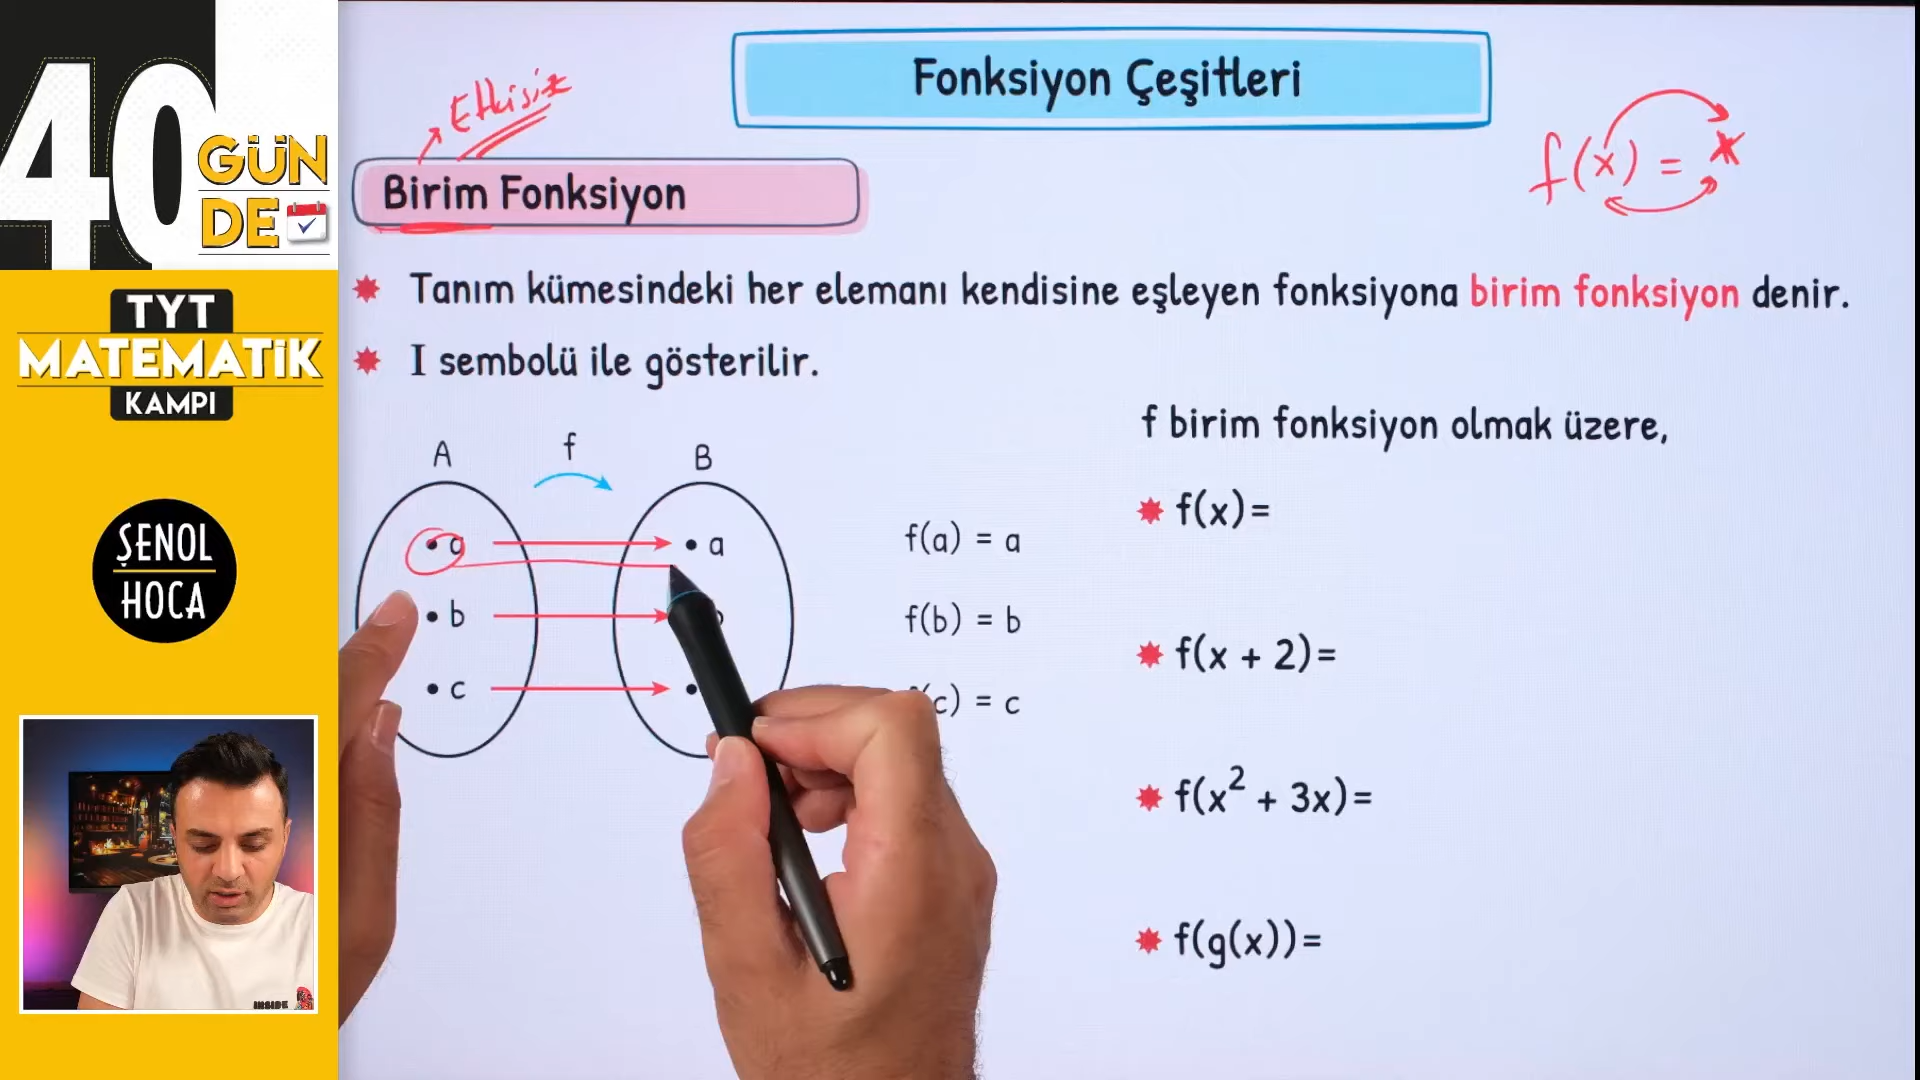 40
GÜN
DE
TYT
MATEMATİK
KAMPI
ŞENOL
HOCA
INSIDE
Fonksiyon Çeşitleri
Etkisiz
f(x) = x
Birim Fonksiyon
Tanım kümesindeki her elemanı kendisine eşleyen fonksiyona birim fonksiyon denir.
I sembolü ile gösterilir.
A f B
a a
b
c
f(a) = a
f(b) = b
(c) = c
f birim fonksiyon olmak üzere,
f(x)=
f(x + 2)=
f(x² + 3x)=
f(g(x))=